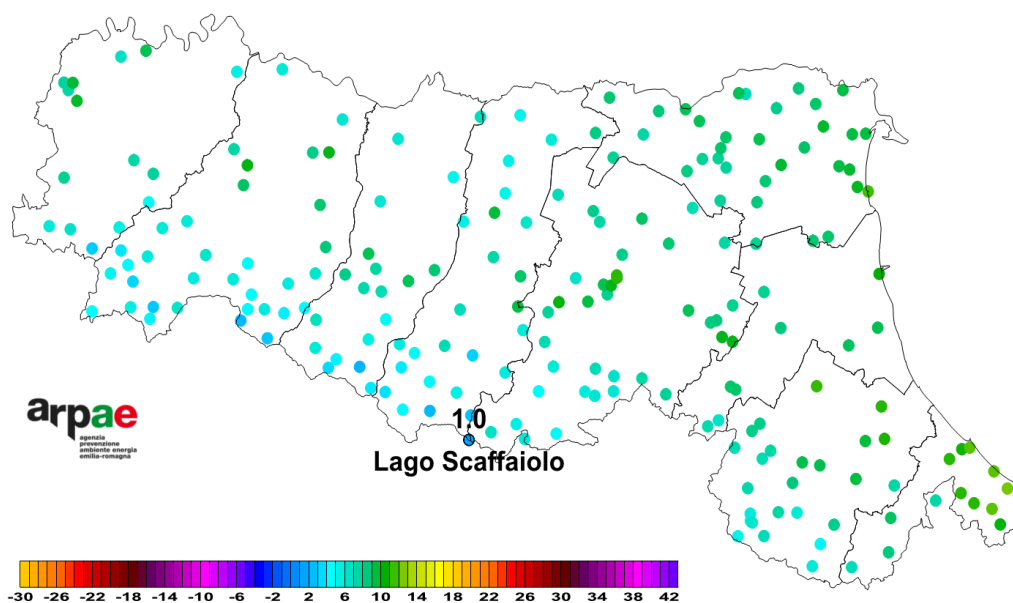 1.0
Lago Scaffaiolo
arpae
agenzia
prevenzione
ambiente energia
emilia-romagna
-30 -26 -22 -18 -14 -10 -6 -2 2 6 10 14 18 22 26 30 34 38 42